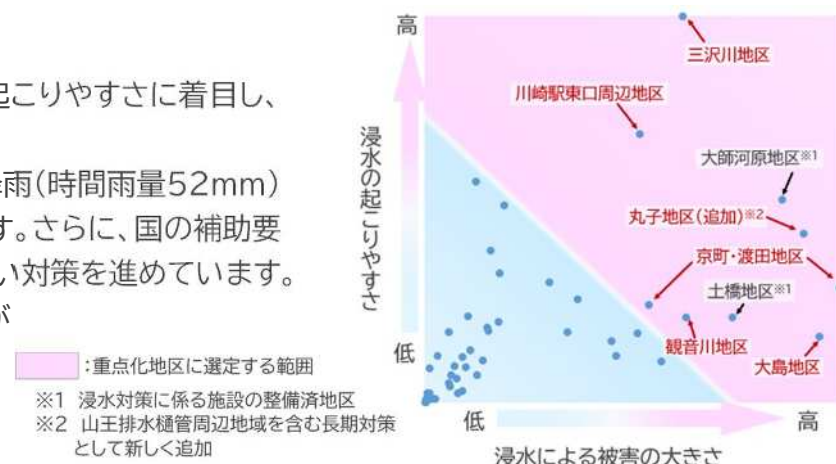 起こりやすさに着目し、
雨(時間雨量52mm)
す。さらに、国の補助要
い対策を進めています。
が
:重点化地区に選定する範囲
※1 浸水対策に係る施設の整備済地区
※2 山王排水樋管周辺地域を含む長期対策
として新しく追加
高
浸水の起こりやすさ
低
三沢川地区
川崎駅東口周辺地区
大師河原地区※1
丸子地区(追加)※2
京町・渡田地区
土橋地区※1
観音川地区
大島地区
低
高
浸水による被害の大きさ